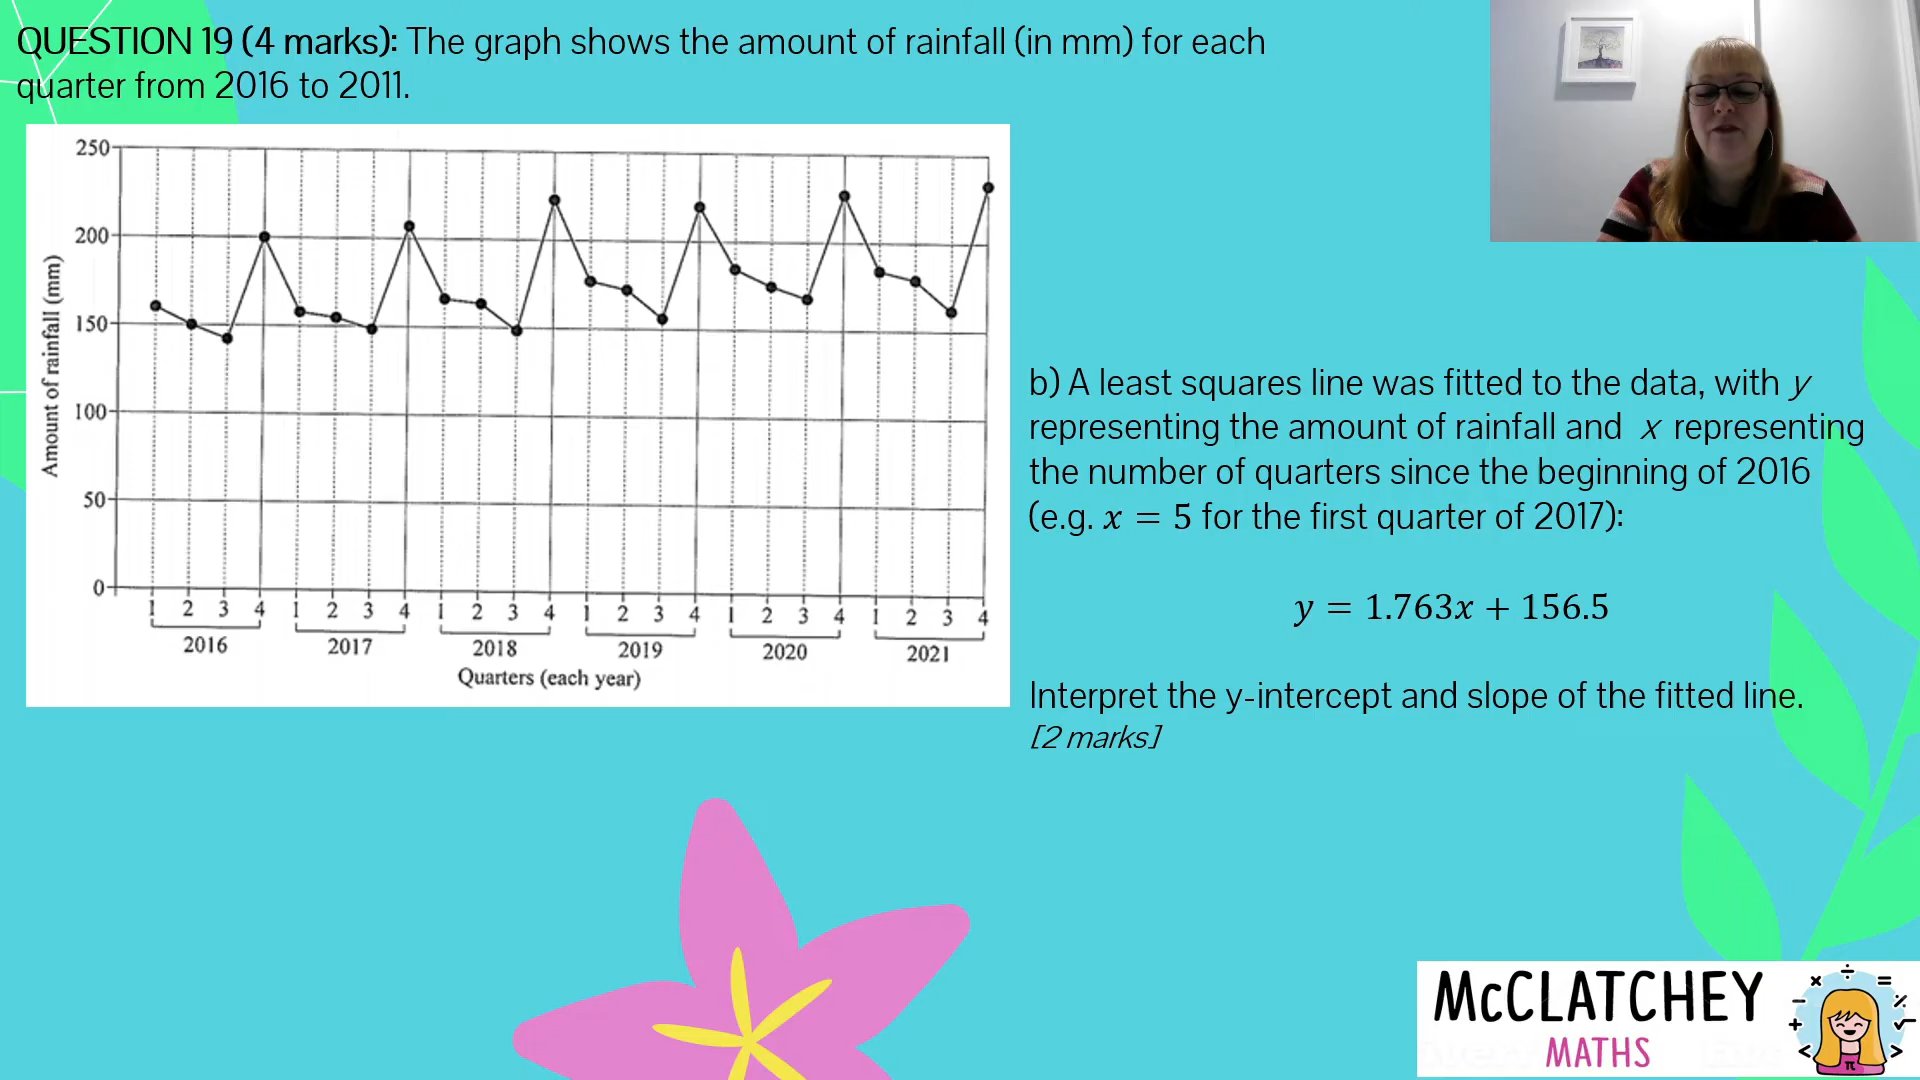 QUESTION 19 (4 marks): The graph shows the amount of rainfall (in mm) for each
quarter from 2016 to 2011.
250
200
150
100
50
0
Amount of rainfall (mm)
1 2 3 4 1 2 3 4 1 2 3 4 1 2 3 4 1 2 3 4 1 2 3 4
2016 2017 2018 2019 2020 2021
Quarters (each year)
b) A least squares line was fitted to the data, with y
representing the amount of rainfall and x representing
the number of quarters since the beginning of 2016
(e.g. x = 5 for the first quarter of 2017):
y = 1.763x + 156.5
Interpret the y-intercept and slope of the fitted line.
[2 marks]
McCLATCHEY
MATHS
× ÷ = − % + √ < > π